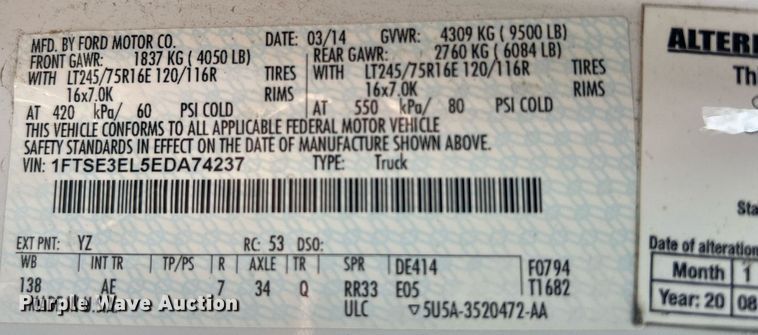 MFD. BY FORD MOTOR CO. DATE: 03/14 GVWR: 4309 KG (9500 LB)
FRONT GAWR: 1837 KG (4050 LB) REAR GAWR: 2760 KG (6084 LB)
WITH LT245/75R16E 120/116R TIRES WITH LT245/75R16E 120/116R TIRES
16x7.0K RIMS 16x7.0K RIMS
AT 420 kPa/ 60 PSI COLD AT 550 kPa/ 80 PSI COLD
THIS VEHICLE CONFORMS TO ALL APPLICABLE FEDERAL MOTOR VEHICLE
SAFETY STANDARDS IN EFFECT ON THE DATE OF MANUFACTURE SHOWN ABOVE.
VIN: 1FTSE3EL5EDA74237 TYPE: Truck
EXT PNT: YZ RC: 53 DSO:
WB INT TR TP/PS R AXLE TR SPR DE414 F0794
138 AE 7 34 Q RR33 E05 T1682
ULC ▽5U5A-3520472-AA
Purple Wave Auction
ALTER
Th
Sta
Date of alteration
Month 1
Year: 20 08